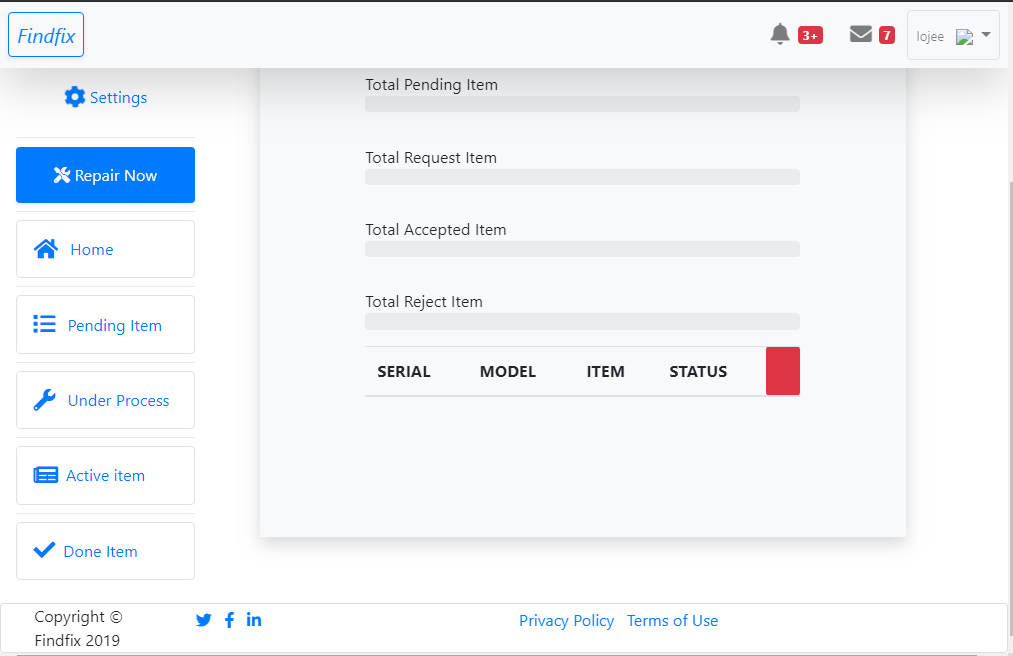 Findfix
3+
7
lojee
Settings
Repair Now
Home
Pending Item
Under Process
Active item
Done Item
Total Pending Item
Total Request Item
Total Accepted Item
Total Reject Item
SERIAL MODEL ITEM STATUS
Copyright ©
Findfix 2019
Privacy Policy Terms of Use